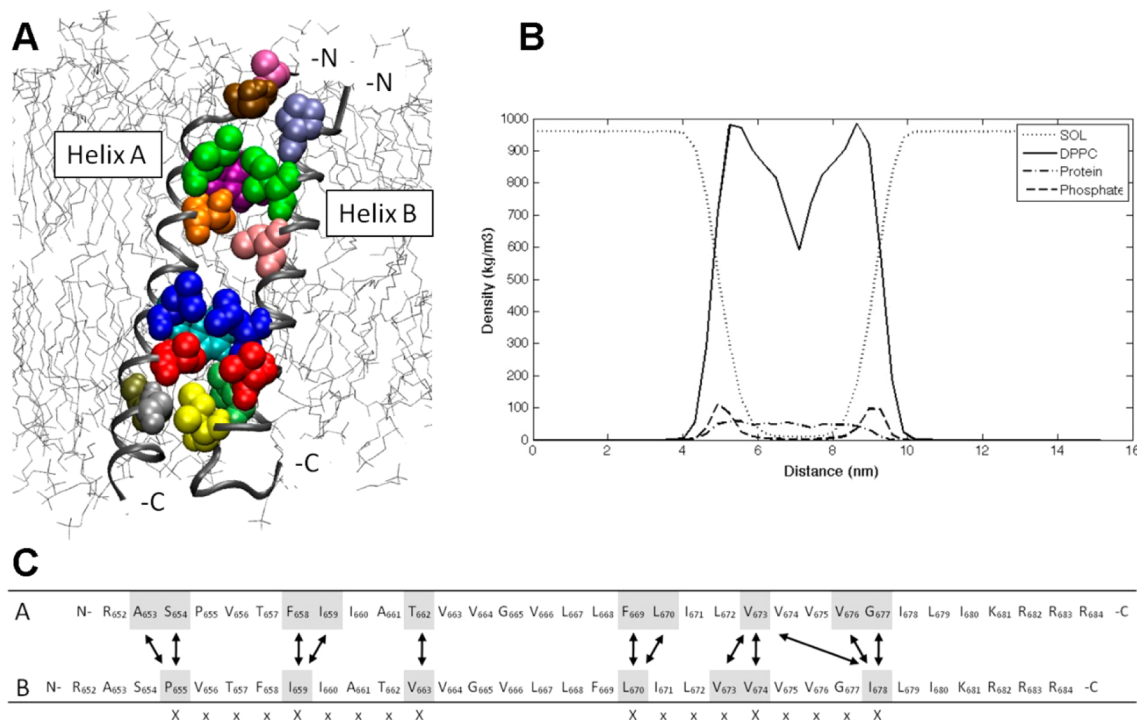 A
-N
-N
Helix A
Helix B
-C
-C
B
1000
900
800
700
600
500
400
300
200
100
0
Density (kg/m3)
0 2 4 6 8 10 12 14 16
Distance (nm)
SOL
DPPC
Protein
Phosphate
C
A N- R652 A653 S654 P655 V656 T657 F658 I659 I660 A661 T662 V663 V664 G665 V666 L667 L668 F669 L670 I671 L672 V673 V674 V675 V676 G677 I678 L679 I680 K681 R682 R683 R684 -C
B N- R652 A653 S654 P655 V656 T657 F658 I659 I660 A661 T662 V663 V664 G665 V666 L667 L668 F669 L670 I671 L672 V673 V674 V675 V676 G677 I678 L679 I680 K681 R682 R683 R684 -C
X x x x X x x x X X x x x X x x x X